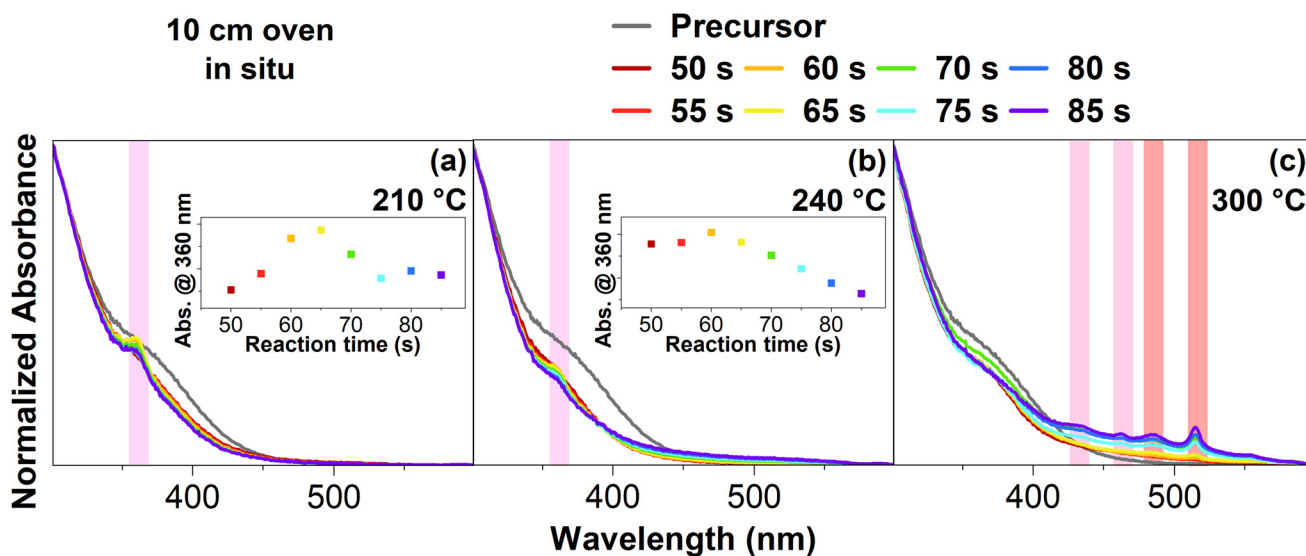 10 cm oven
in situ
Precursor
50 s
60 s
70 s
80 s
55 s
65 s
75 s
85 s
Normalized Absorbance
(a)
210 °C
Abs. @ 360 nm
50 60 70 80
Reaction time (s)
(b)
240 °C
Abs. @ 360 nm
50 60 70 80
Reaction time (s)
(c)
300 °C
400 500
400 500
400 500
Wavelength (nm)